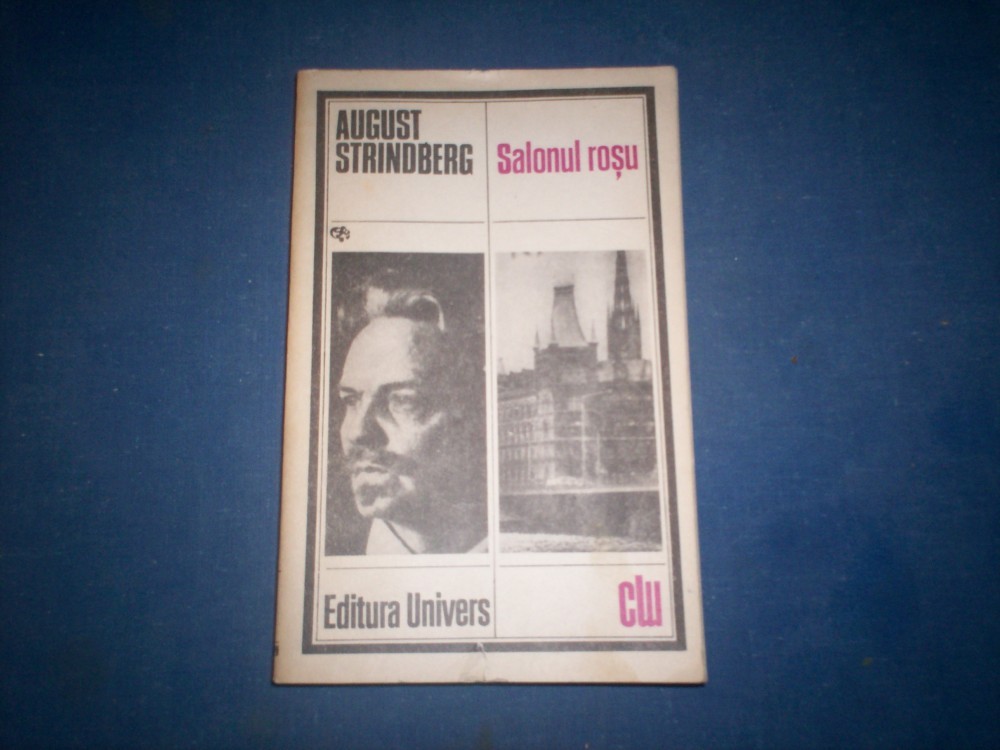 AUGUST
STRINDBERG
Salonul roșu
Editura Univers
clu